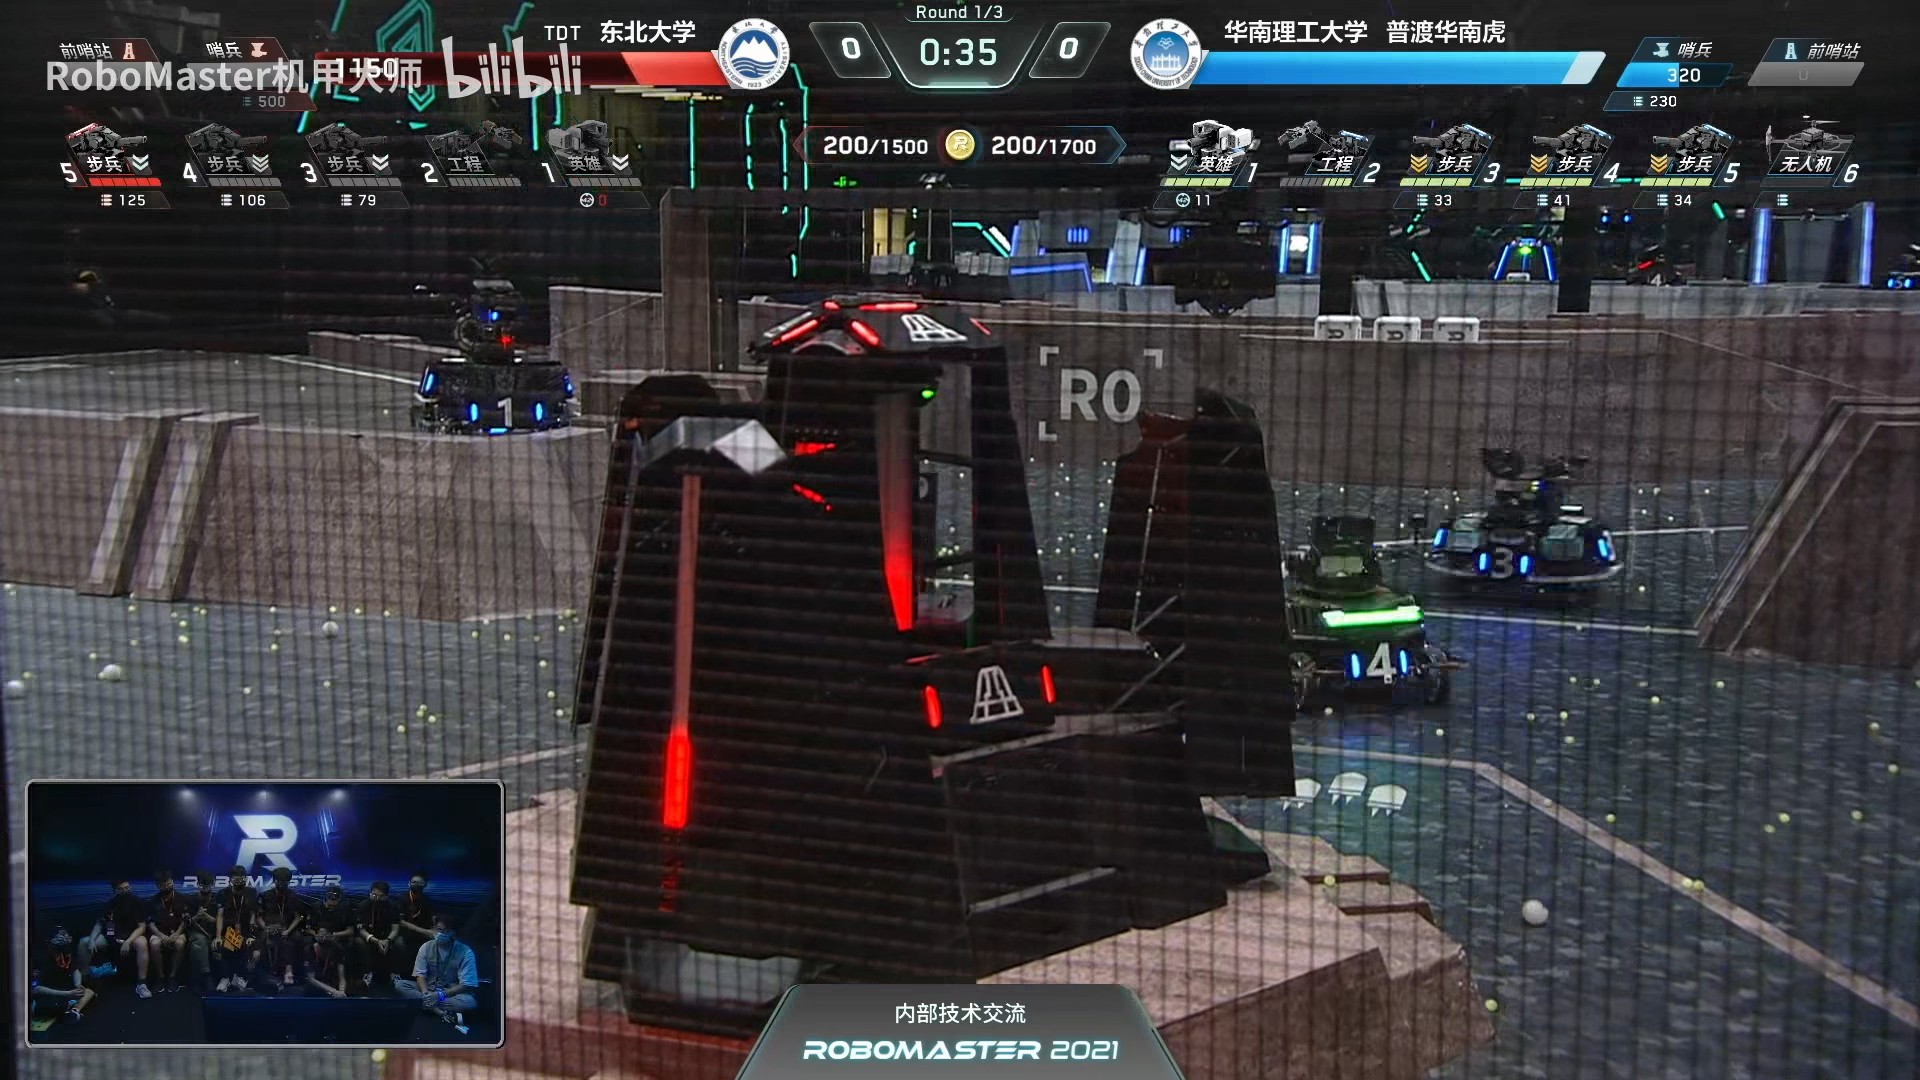 Round 1/3
TDT 东北大学
0
0:35
0
华南理工大学 普渡华南虎
前哨站
哨兵
1150
哨兵
320
前哨站
0
RoboMaster机甲大师 bilibili
500
230
5 步兵
4 步兵
3 步兵
2 工程
1 英雄
200/1500
200/1700
英雄 1
工程 2
步兵 3
步兵 4
步兵 5
无人机 6
125
106
79
0
11
33
41
34
R0
1
3
4
R
ROBOMASTER
内部技术交流
ROBOMASTER 2021